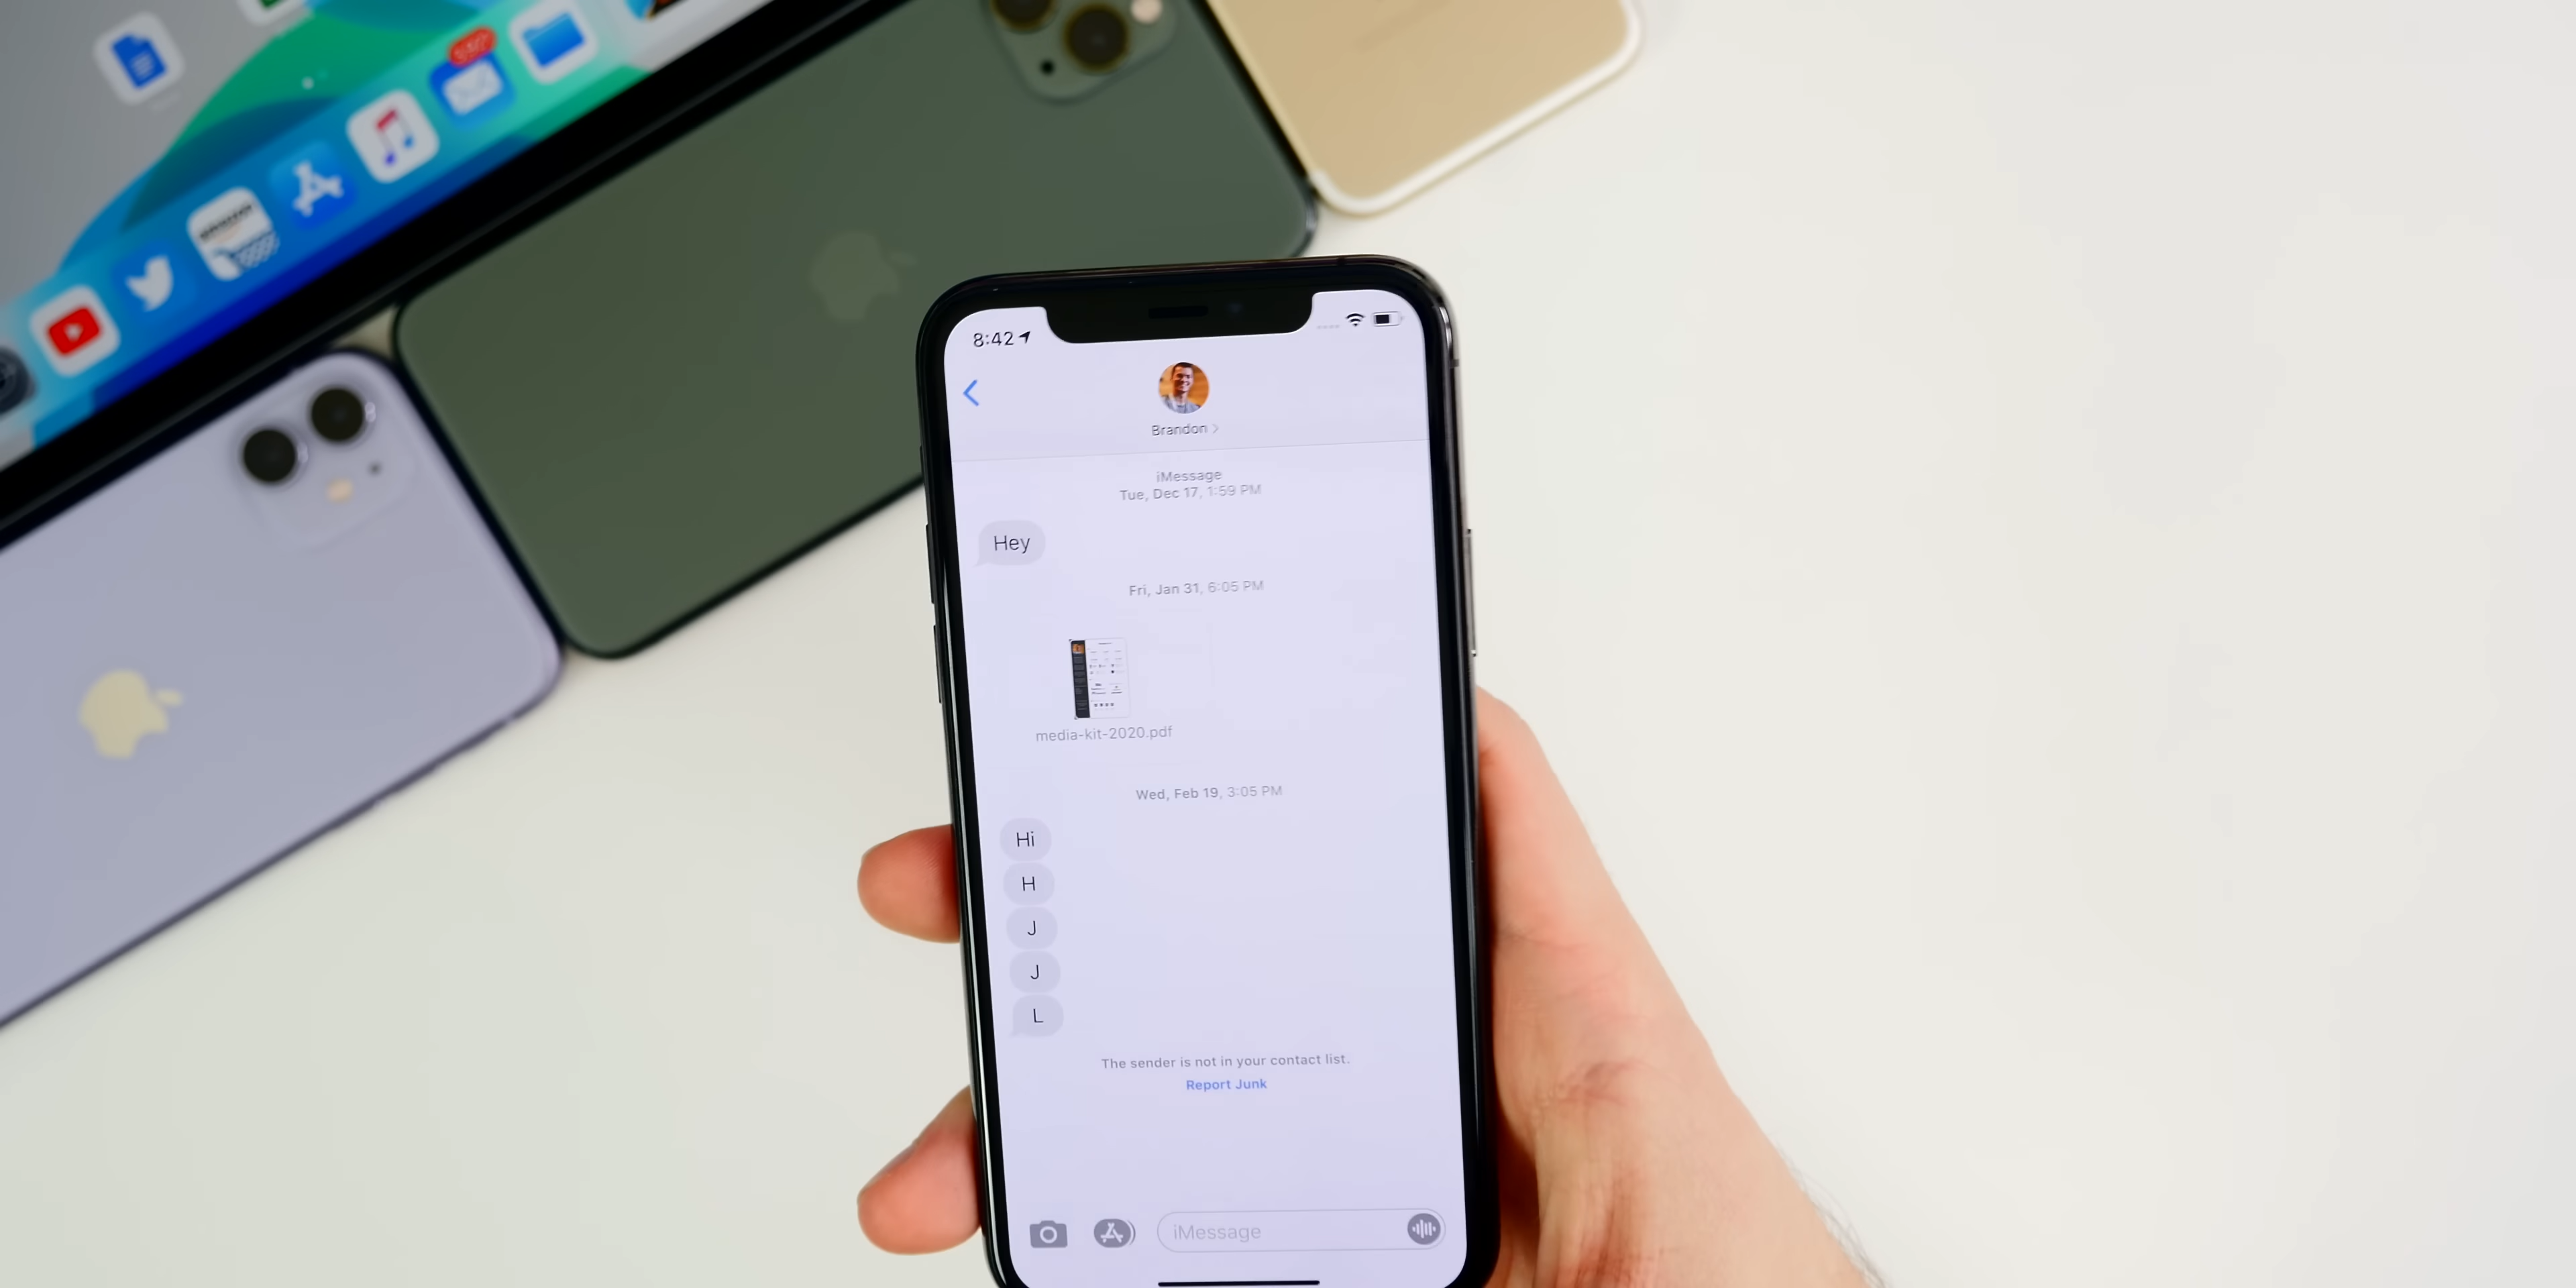 8:42
Brandon
iMessage
Tue, Dec 17, 1:59 PM
Hey
Fri, Jan 31, 6:05 PM
media-kit-2020.pdf
Wed, Feb 19, 3:05 PM
Hi
H
J
J
L
The sender is not in your contact list.
Report Junk
iMessage